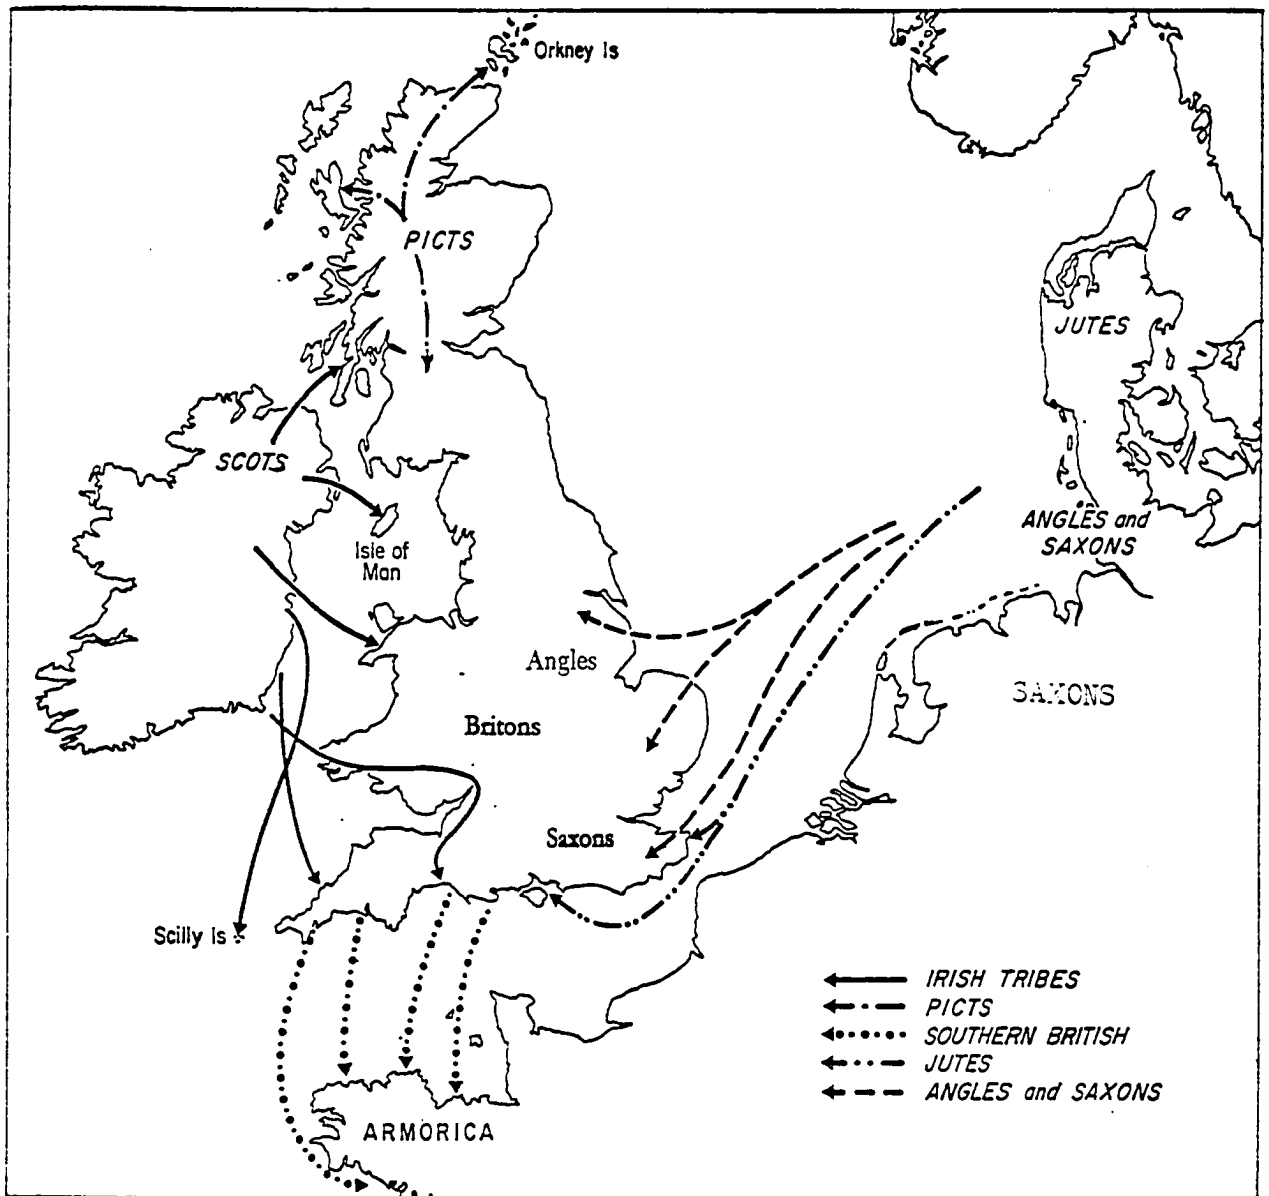 Orkney Is
PICTS
JUTES
SCOTS
ANGLES and
SAXONS
Isle of
Man
Angles
SAXONS
Britons
Saxons
Scilly Is
IRISH TRIBES
PICTS
SOUTHERN BRITISH
JUTES
ANGLES and SAXONS
ARMORICA